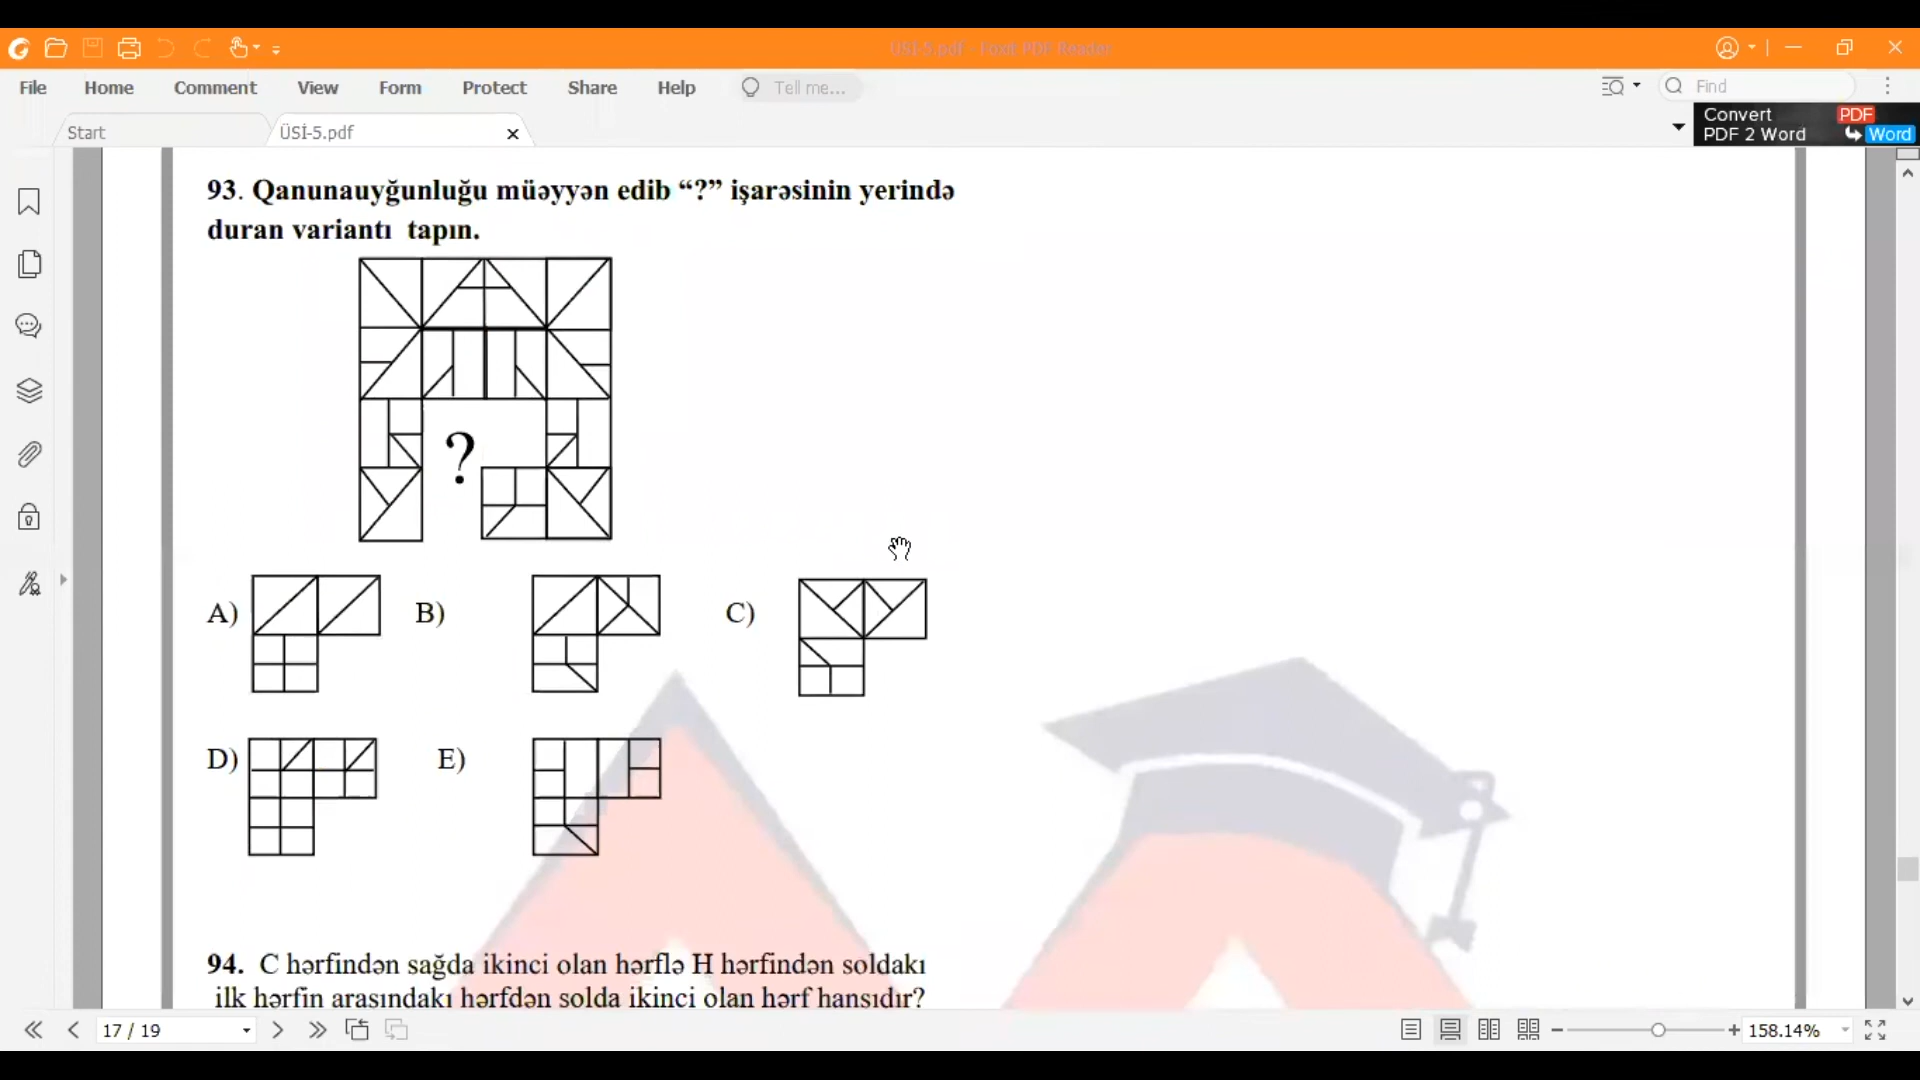 ÜSİ-5.pdf - Foxit PDF Reader
File Home Comment View Form Protect Share Help Tell me... Find
Start ÜSİ-5.pdf
Convert PDF
PDF 2 Word Word
93. Qanunauyğunluğu müəyyən edib “?” işarəsinin yerində
duran variantı tapın.
?
A) B) C)
D) E)
94. C hərfindən sağda ikinci olan hərflə H hərfindən soldakı
ilk hərfin arasındakı hərfdən solda ikinci olan hərf hansıdır?
17 / 19 158.14%